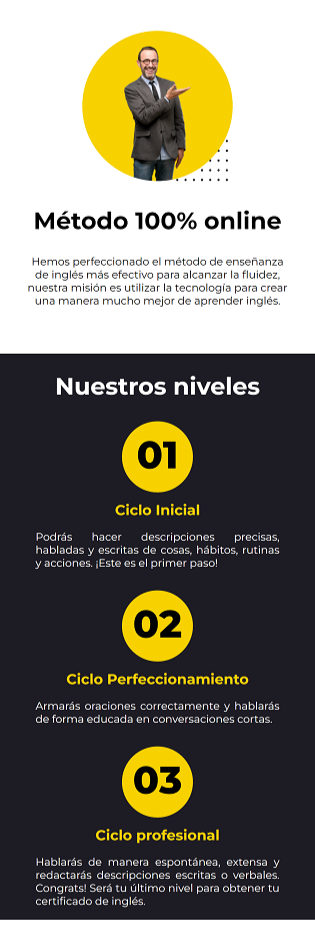 Método 100% online
Hemos perfeccionado el método de enseñanza
de inglés más efectivo para alcanzar la fluidez,
nuestra misión es utilizar la tecnología para crear
una manera mucho mejor de aprender inglés.
Nuestros niveles
01
Ciclo Inicial
Podrás hacer descripciones precisas,
habladas y escritas de cosas, hábitos, rutinas
y acciones. ¡Este es el primer paso!
02
Ciclo Perfeccionamiento
Armarás oraciones correctamente y hablarás
de forma educada en conversaciones cortas.
03
Ciclo profesional
Hablarás de manera espontánea, extensa y
redactarás descripciones escritas o verbales.
Congrats! Será tu último nivel para obtener tu
certificado de inglés.